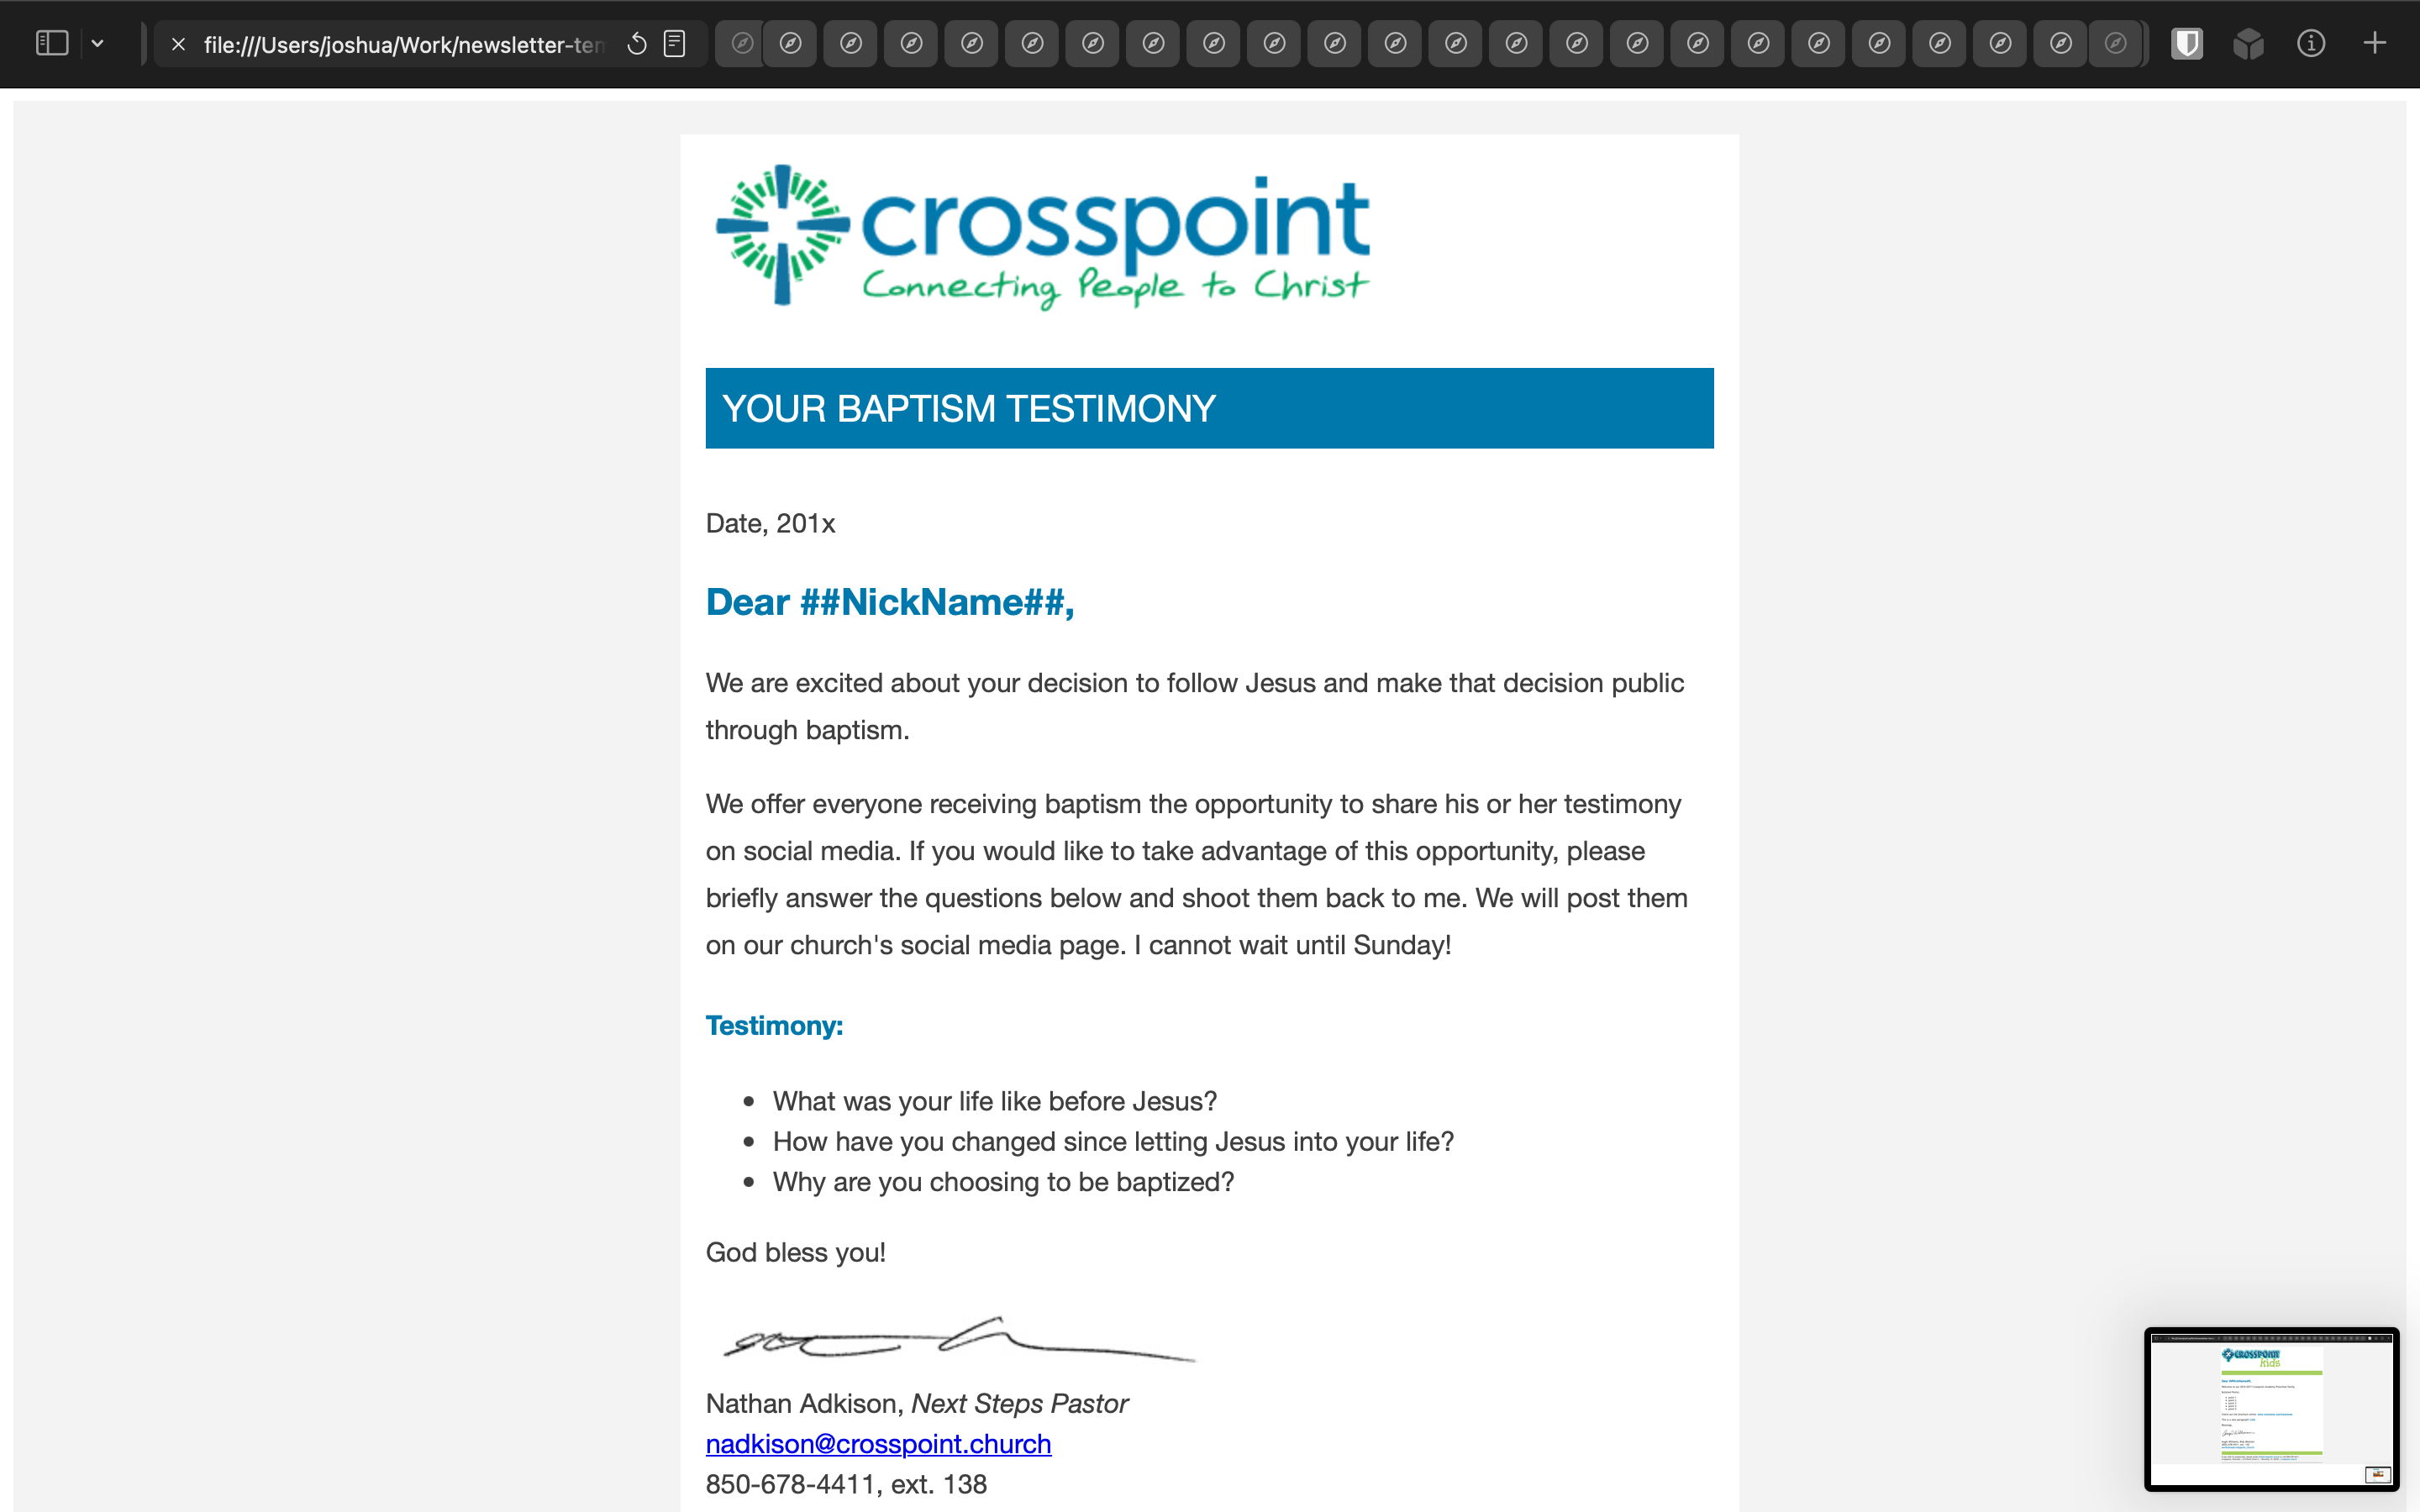 file:///Users/joshua/Work/newsletter-ten
crosspoint
Connecting People to Christ
YOUR BAPTISM TESTIMONY
Date, 201x
Dear ##NickName##,
We are excited about your decision to follow Jesus and make that decision public
through baptism.
We offer everyone receiving baptism the opportunity to share his or her testimony
on social media. If you would like to take advantage of this opportunity, please
briefly answer the questions below and shoot them back to me. We will post them
on our church's social media page. I cannot wait until Sunday!
Testimony:
What was your life like before Jesus?
How have you changed since letting Jesus into your life?
Why are you choosing to be baptized?
God bless you!
Nathan Adkison, Next Steps Pastor
nadkison@crosspoint.church
850-678-4411, ext. 138
CROSSPOINT
Kids